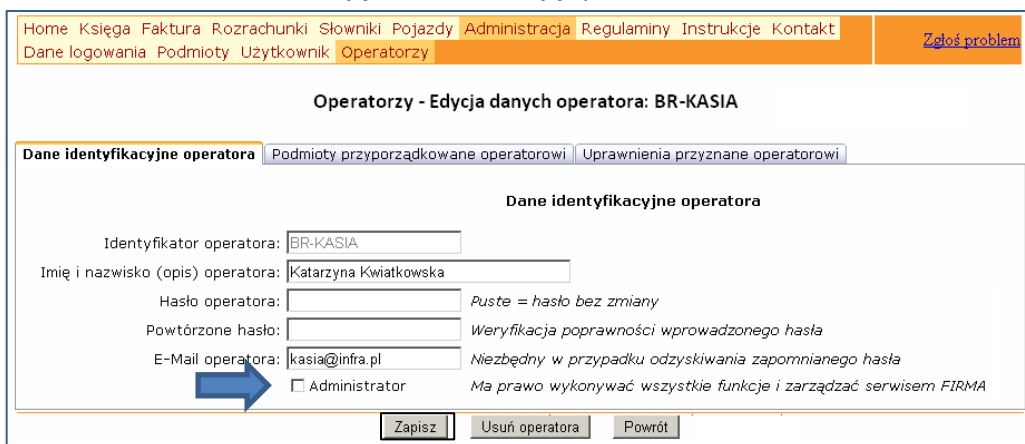 Home Księga Faktura Rozrachunki Słowniki Pojazdy Administracja Regulaminy Instrukcje Kontakt
Dane logowania Podmioty Użytkownik Operatorzy
Zgłoś problem
Operatorzy - Edycja danych operatora: BR-KASIA
Dane identyfikacyjne operatora Podmioty przyporządkowane operatorowi Uprawnienia przyznane operatorowi
Dane identyfikacyjne operatora
Identyfikator operatora: BR-KASIA
Imię i nazwisko (opis) operatora: Katarzyna Kwiatkowska
Hasło operatora: Puste = hasło bez zmiany
Powtórzone hasło: Weryfikacja poprawności wprowadzonego hasła
E-Mail operatora: kasia@infra.pl Niezbędny w przypadku odzyskiwania zapomnianego hasła
Administrator Ma prawo wykonywać wszystkie funkcje i zarządzać serwisem FIRMA
Zapisz Usuń operatora Powrót